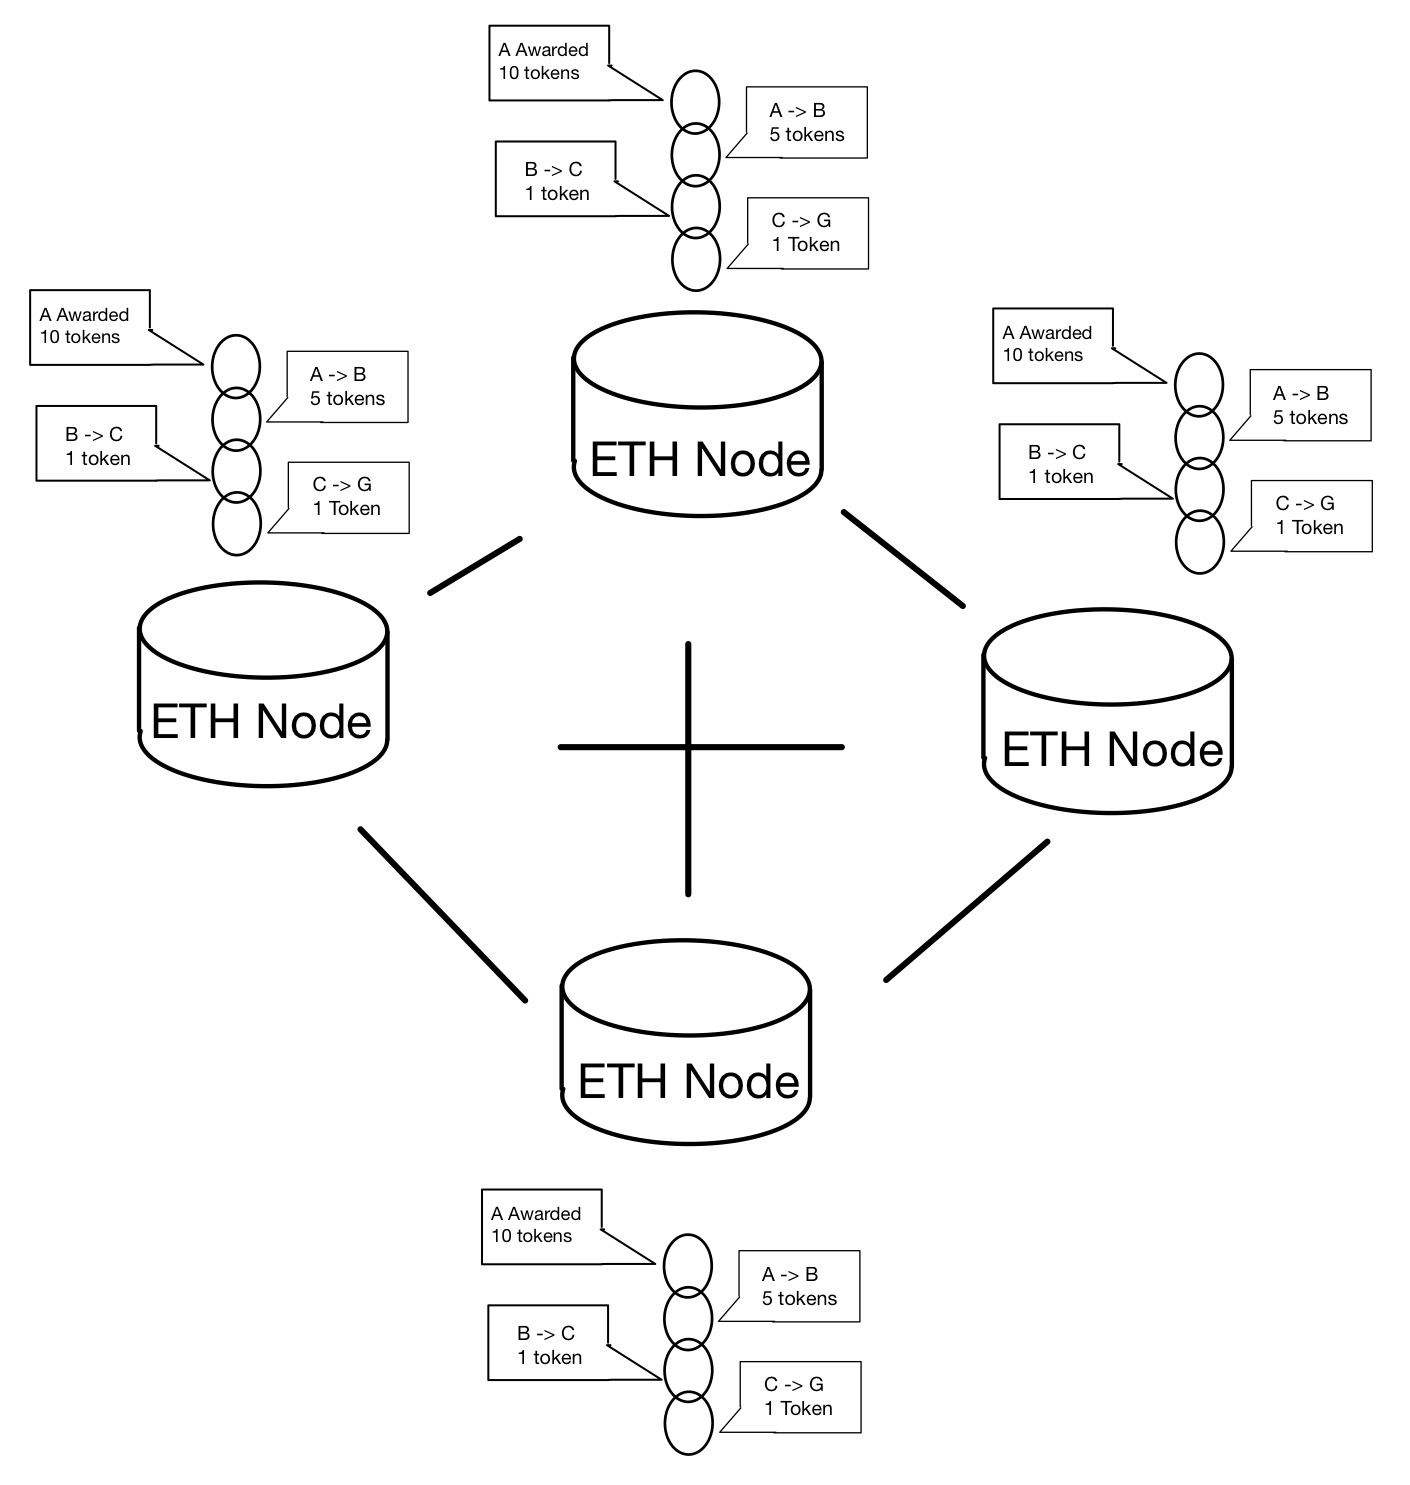 A Awarded
10 tokens
A -> B
5 tokens
B -> C
1 token
C -> G
1 Token
ETH Node
A Awarded
10 tokens
A -> B
5 tokens
B -> C
1 token
C -> G
1 Token
ETH Node
A Awarded
10 tokens
A -> B
5 tokens
B -> C
1 token
C -> G
1 Token
ETH Node
ETH Node
A Awarded
10 tokens
A -> B
5 tokens
B -> C
1 token
C -> G
1 Token